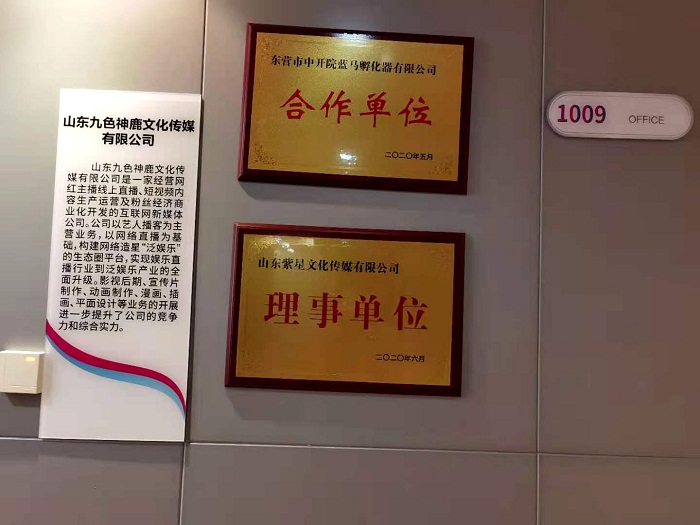 山东九色神鹿文化传媒
有限公司
山东九色神鹿文化传
媒有限公司是一家经营网
红主播线上直播、短视频内
容生产运营及粉丝经济商
业化开发的互联网新媒体
公司。公司以艺人播客为主
营业务，以网络直播为基
础，构建网络造星“泛娱乐”
的生态圈平台，实现娱乐直
播行业到泛娱乐产业的全
面升级。影视后期、宣传片
制作、动画制作、漫画、插
画、平面设计等业务的开展
进一步提升了公司的竞争
力和综合实力。
东营市中开院蓝马孵化器有限公司
合作单位
二〇二〇年五月
山东紫星文化传媒有限公司
理事单位
二〇二〇年六月
1009 OFFICE